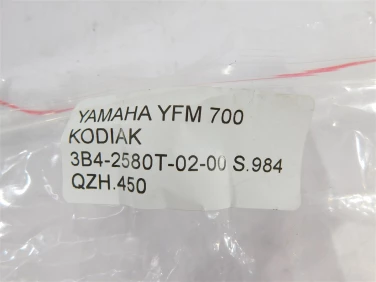 YAMAHA YFM 700
KODIAK
3B4-2580T-02-00 S.984
QZH.450